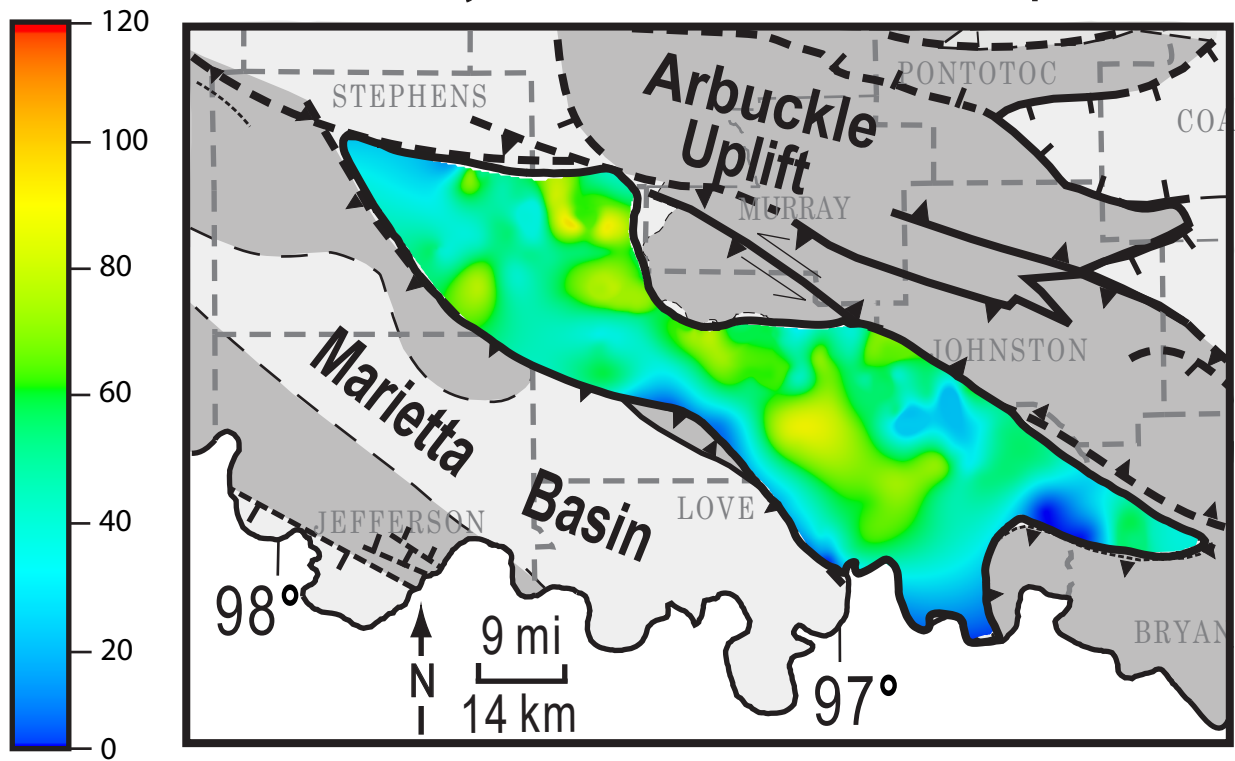 120
100
80
60
40
20
0
STEPHENS
Arbuckle
Uplift
PONTOTOC
COA
MURRAY
JOHNSTON
Marietta
Basin
LOVE
JEFFERSON
BRYAN
98°
97°
N
9 mi
14 km